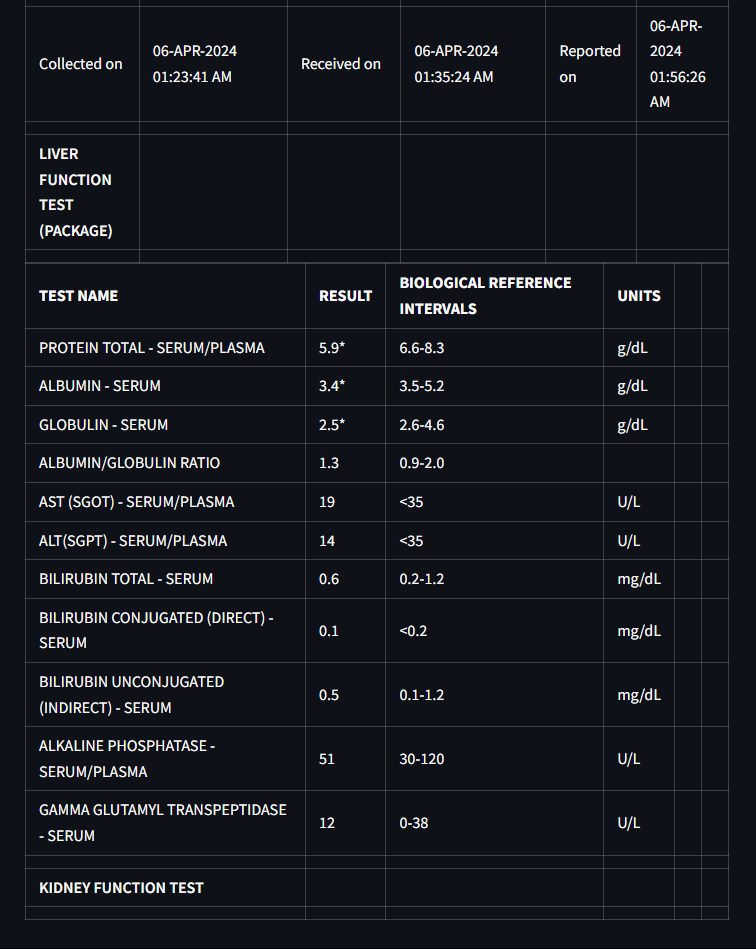 Collected on 06-APR-2024 01:23:41 AM Received on 06-APR-2024 01:35:24 AM Reported on 06-APR-2024 01:56:26 AM
LIVER FUNCTION TEST (PACKAGE)
TEST NAME RESULT BIOLOGICAL REFERENCE INTERVALS UNITS
PROTEIN TOTAL - SERUM/PLASMA 5.9* 6.6-8.3 g/dL
ALBUMIN - SERUM 3.4* 3.5-5.2 g/dL
GLOBULIN - SERUM 2.5* 2.6-4.6 g/dL
ALBUMIN/GLOBULIN RATIO 1.3 0.9-2.0
AST (SGOT) - SERUM/PLASMA 19 <35 U/L
ALT(SGPT) - SERUM/PLASMA 14 <35 U/L
BILIRUBIN TOTAL - SERUM 0.6 0.2-1.2 mg/dL
BILIRUBIN CONJUGATED (DIRECT) - SERUM 0.1 <0.2 mg/dL
BILIRUBIN UNCONJUGATED (INDIRECT) - SERUM 0.5 0.1-1.2 mg/dL
ALKALINE PHOSPHATASE - SERUM/PLASMA 51 30-120 U/L
GAMMA GLUTAMYL TRANSPEPTIDASE - SERUM 12 0-38 U/L
KIDNEY FUNCTION TEST